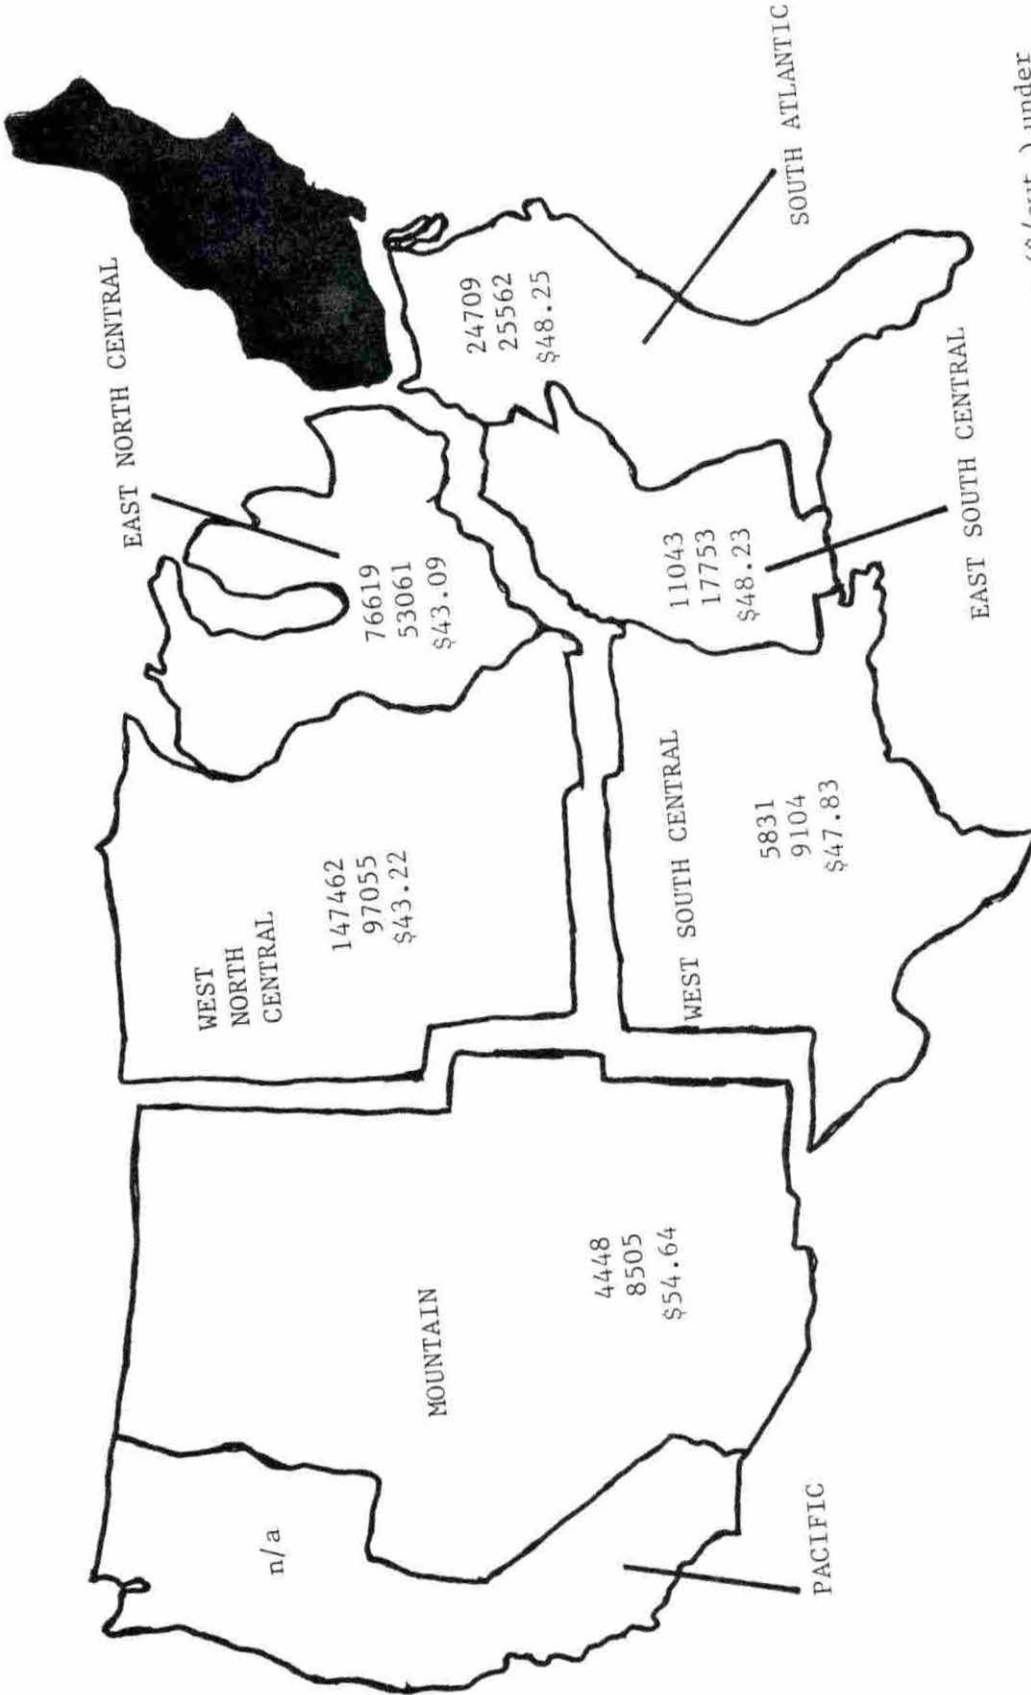 EAST NORTH CENTRAL
76619
53061
$43.09
WEST
NORTH
CENTRAL
147462
97055
$43.22
24709
25562
$48.25
SOUTH ATLANTIC
11043
17753
$48.23
EAST SOUTH CENTRAL
WEST SOUTH CENTRAL
5831
9104
$47.83
MOUNTAIN
4448
8505
$54.64
n/a
PACIFIC
under